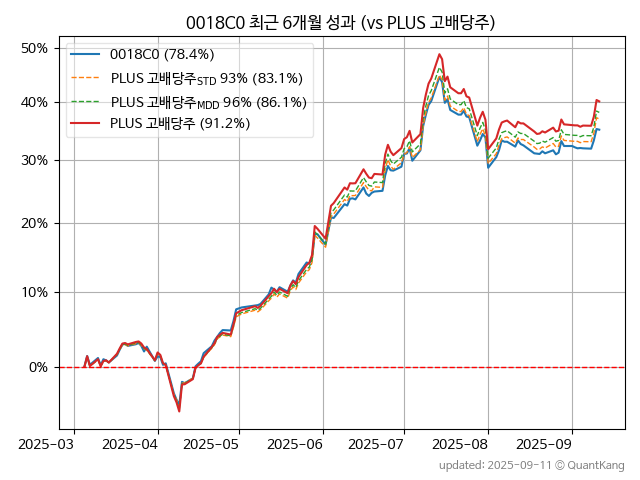 0018C0 최근 6개월 성과 (vs PLUS 고배당주)
0018C0 (78.4%)
PLUS 고배당주STD 93% (83.1%)
PLUS 고배당주MDD 96% (86.1%)
PLUS 고배당주 (91.2%)
50%
40%
30%
20%
10%
0%
2025-03 2025-04 2025-05 2025-06 2025-07 2025-08 2025-09
updated: 2025-09-11 © QuantKang